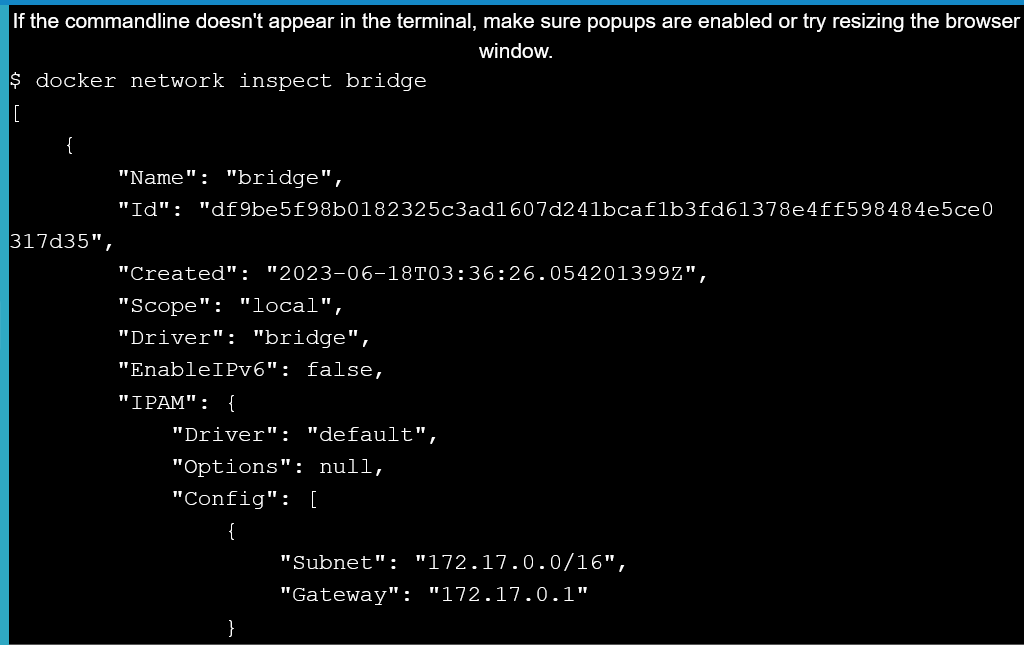 If the commandline doesn't appear in the terminal, make sure popups are enabled or try resizing the browser
window.
$ docker network inspect bridge
[
    {
        "Name": "bridge",
        "Id": "df9be5f98b0182325c3ad1607d241bcaf1b3fd61378e4ff598484e5ce0
317d35",
        "Created": "2023-06-18T03:36:26.054201399Z",
        "Scope": "local",
        "Driver": "bridge",
        "EnableIPv6": false,
        "IPAM": {
            "Driver": "default",
            "Options": null,
            "Config": [
                {
                    "Subnet": "172.17.0.0/16",
                    "Gateway": "172.17.0.1"
                }